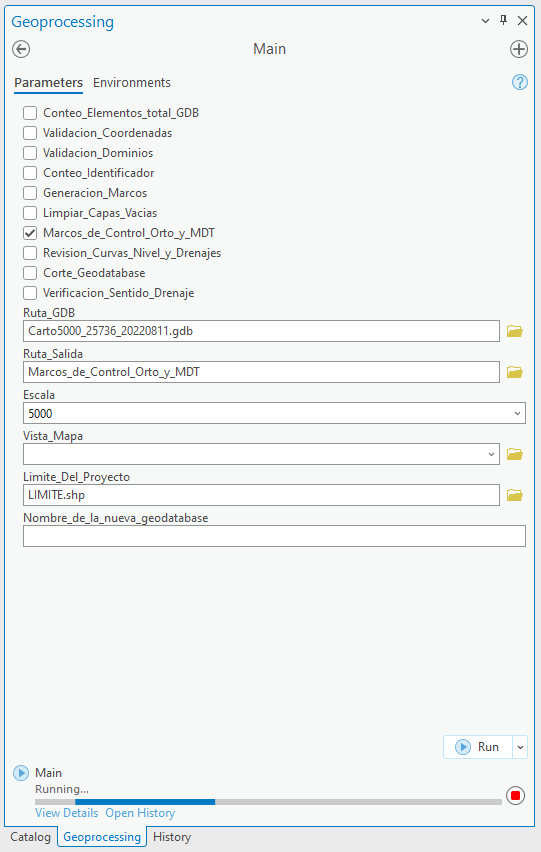 Geoprocessing
Main
Parameters Environments
Conteo_Elementos_total_GDB
Validacion_Coordenadas
Validacion_Dominios
Conteo_Identificador
Generacion_Marcos
Limpiar_Capas_Vacias
Marcos_de_Control_Orto_y_MDT
Revision_Curvas_Nivel_y_Drenajes
Corte_Geodatabase
Verificacion_Sentido_Drenaje
Ruta_GDB
Carto5000_25736_20220811.gdb
Ruta_Salida
Marcos_de_Control_Orto_y_MDT
Escala
5000
Vista_Mapa
Limite_Del_Proyecto
LIMITE.shp
Nombre_de_la_nueva_geodatabase
Run
Main
Running...
View Details Open History
Catalog Geoprocessing History